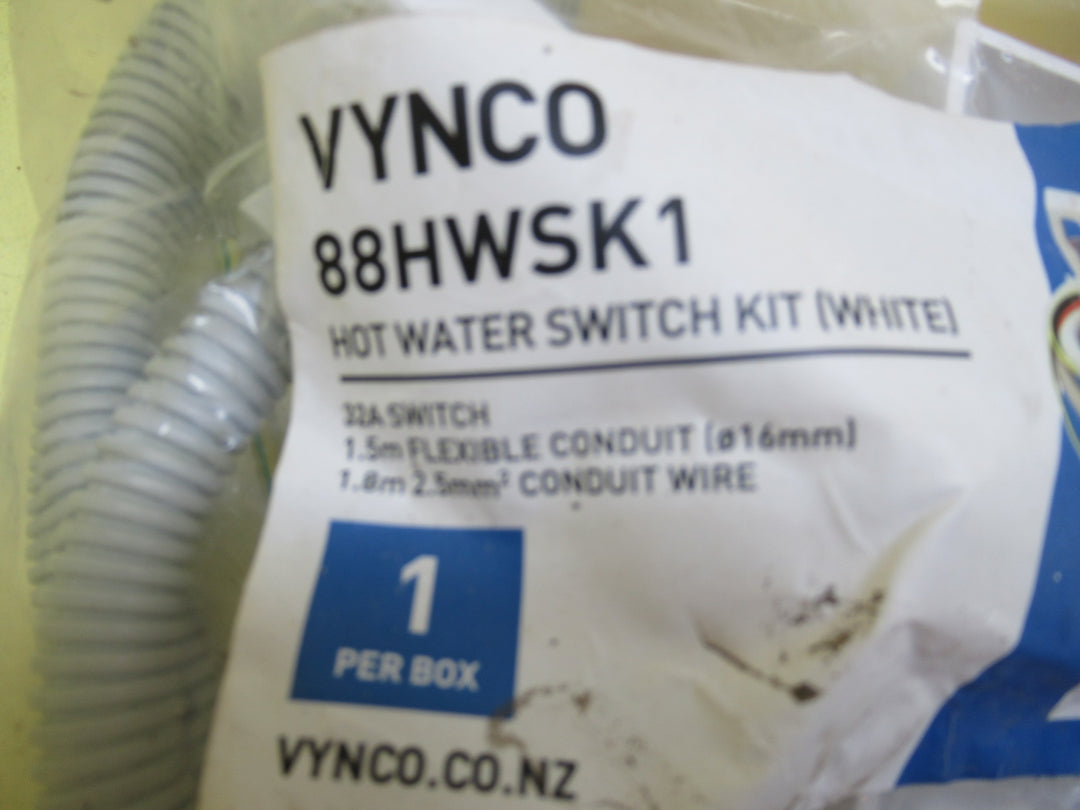 VYNCO
88HWSK1
HOT WATER SWITCH KIT (WHITE)
32A SWITCH
1.5m FLEXIBLE CONDUIT (ø16mm)
1.8m 2.5mm² CONDUIT WIRE
1
PER BOX
VYNCO.CO.NZ